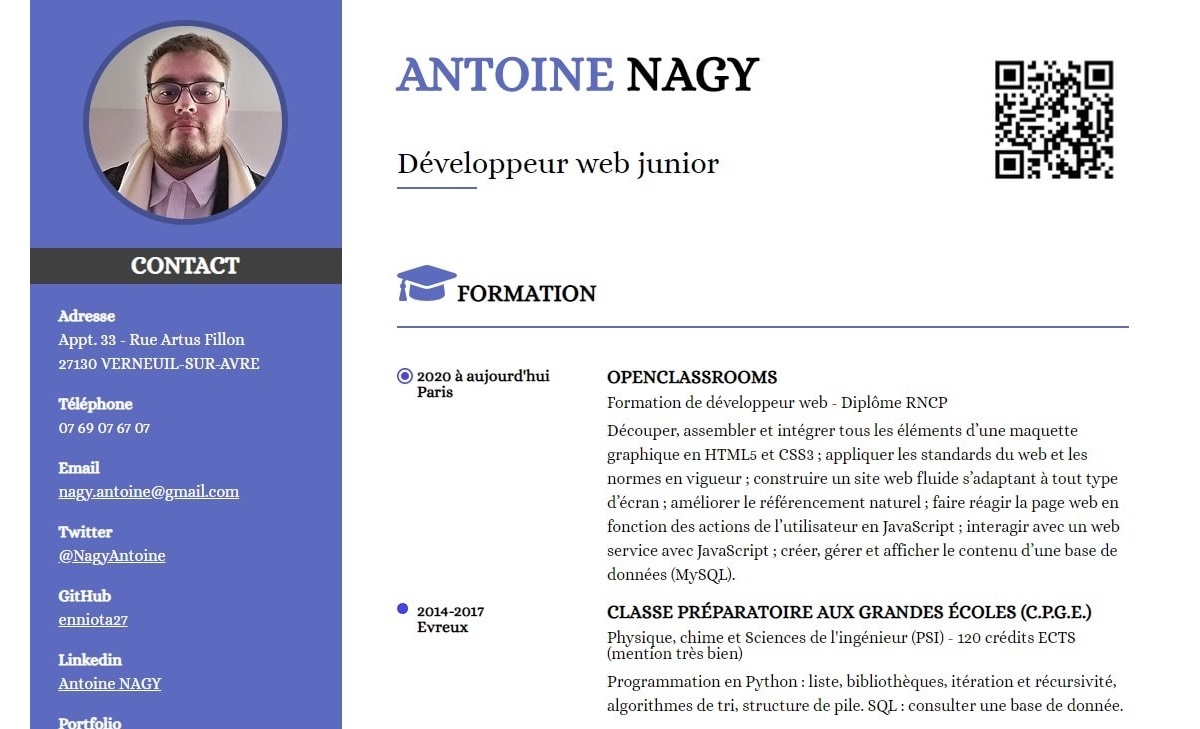 CONTACT
Adresse
Appt. 33 - Rue Artus Fillon
27130 VERNEUIL-SUR-AVRE
Téléphone
07 69 07 67 07
Email
nagy.antoine@gmail.com
Twitter
@NagyAntoine
GitHub
enniota27
Linkedin
Antoine NAGY
Portfolio
ANTOINE NAGY
Développeur web junior
FORMATION
2020 à aujourd'hui
Paris
OPENCLASSROOMS
Formation de développeur web - Diplôme RNCP
Découper, assembler et intégrer tous les éléments d’une maquette
graphique en HTML5 et CSS3 ; appliquer les standards du web et les
normes en vigueur ; construire un site web fluide s’adaptant à tout type
d’écran ; améliorer le référencement naturel ; faire réagir la page web en
fonction des actions de l’utilisateur en JavaScript ; interagir avec un web
service avec JavaScript ; créer, gérer et afficher le contenu d’une base de
données (MySQL).
2014-2017
Evreux
CLASSE PRÉPARATOIRE AUX GRANDES ÉCOLES (C.P.G.E.)
Physique, chime et Sciences de l'ingénieur (PSI) - 120 crédits ECTS
(mention très bien)
Programmation en Python : liste, bibliothèques, itération et récursivité,
algorithmes de tri, structure de pile. SQL : consulter une base de donnée.